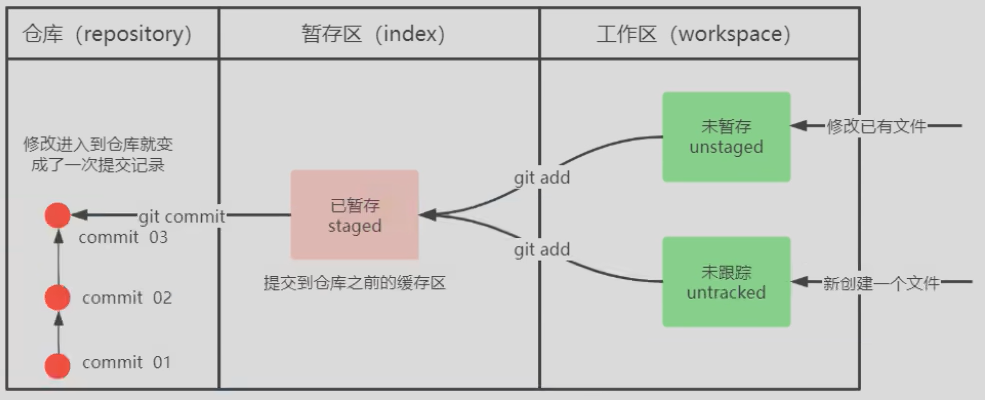 仓库（repository）
暂存区（index）
工作区（workspace）
修改进入到仓库就变
成了一次提交记录
未暂存
unstaged
修改已有文件
git add
已暂存
staged
git commit
commit 03
git add
提交到仓库之前的缓存区
未跟踪
untracked
新创建一个文件
commit 02
commit 01